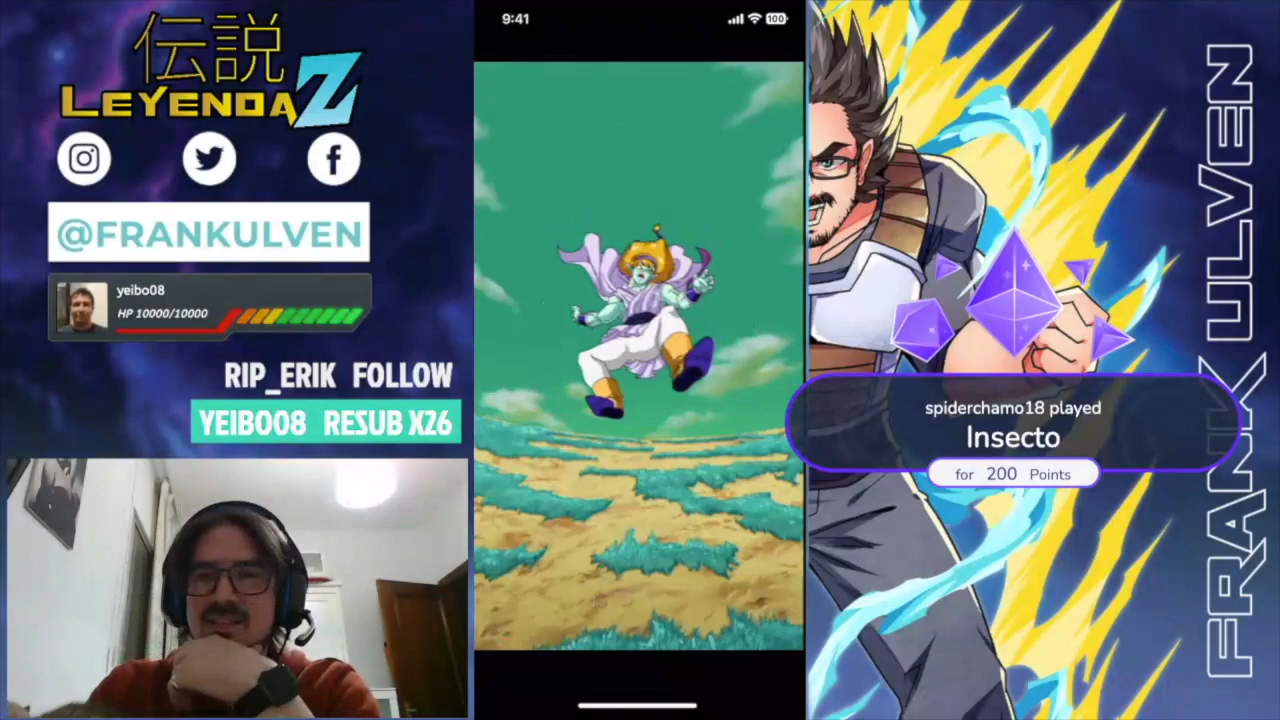 伝説
LEYENDA Z
@FRANKULVEN
yeibo08
HP 10000/10000
RIP_ERIK FOLLOW
YEIBO08 RESUB X26
9:41
100
spiderchamo18 played
Insecto
for 200 Points
FRANK ULVEN